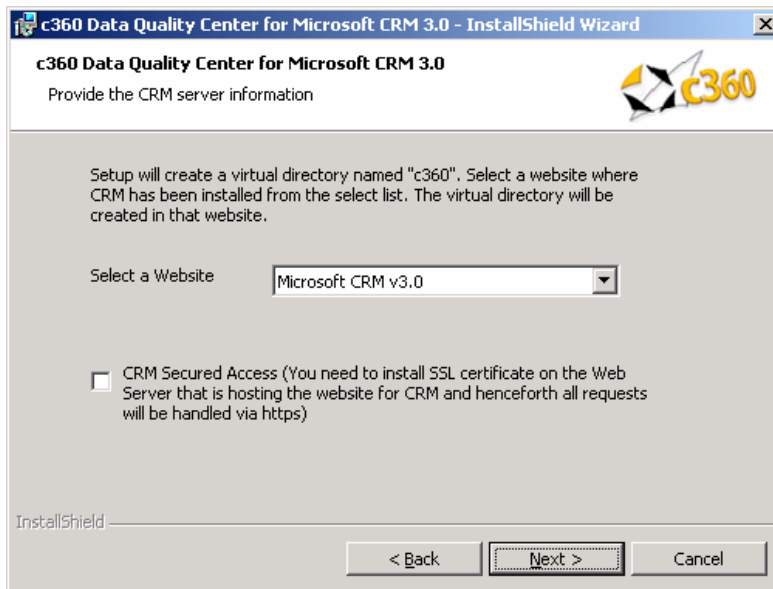 c360 Data Quality Center for Microsoft CRM 3.0 - InstallShield Wizard
c360 Data Quality Center for Microsoft CRM 3.0
Provide the CRM server information
c360
Setup will create a virtual directory named "c360". Select a website where
CRM has been installed from the select list. The virtual directory will be
created in that website.
Select a Website
Microsoft CRM v3.0
CRM Secured Access (You need to install SSL certificate on the Web
Server that is hosting the website for CRM and henceforth all requests
will be handled via https)
InstallShield
< Back
Next >
Cancel